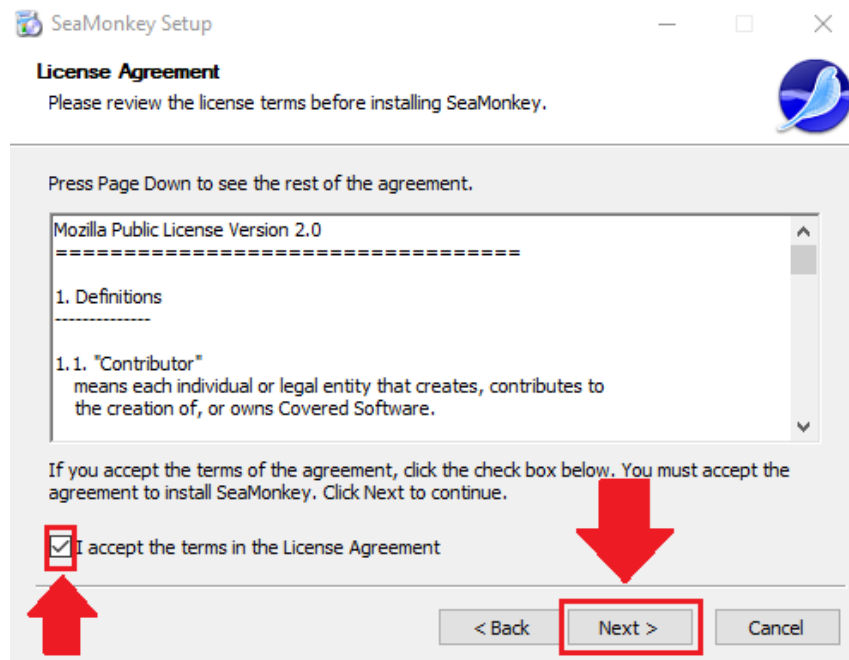 SeaMonkey Setup
License Agreement
Please review the license terms before installing SeaMonkey.
Press Page Down to see the rest of the agreement.
Mozilla Public License Version 2.0
==================================
1. Definitions
--------------
1.1. "Contributor"
means each individual or legal entity that creates, contributes to
the creation of, or owns Covered Software.
If you accept the terms of the agreement, click the check box below. You must accept the
agreement to install SeaMonkey. Click Next to continue.
I accept the terms in the License Agreement
< Back Next > Cancel